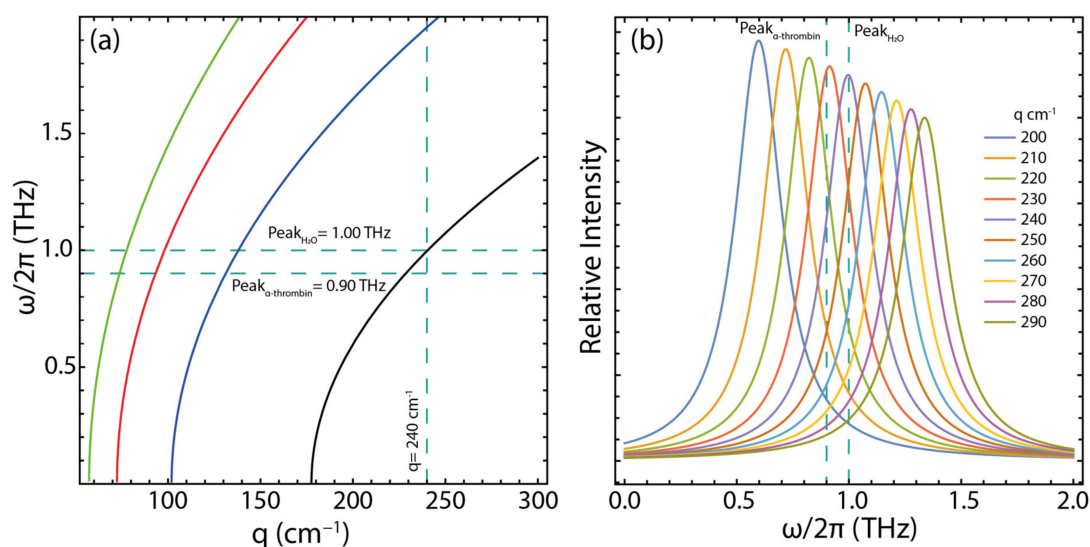 (a)
ω/2π (THz)
1.5
1.0
0.5
Peak_H₂O = 1.00 THz
Peak_α-thrombin = 0.90 THz
q= 240 cm⁻¹
100 150 200 250 300
q (cm⁻¹)
(b)
Peak_α-thrombin
Peak_H₂O
Relative Intensity
q cm⁻¹
200
210
220
230
240
250
260
270
280
290
0.0 0.5 1.0 1.5 2.0
ω/2π (THz)